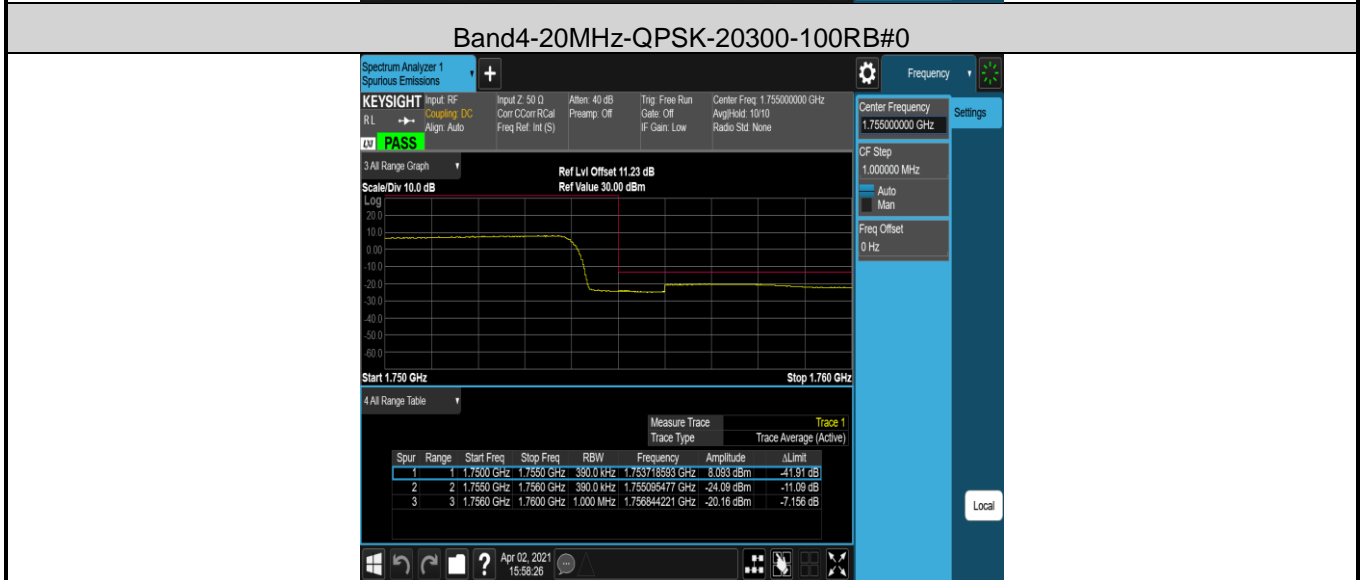 Band4-20MHz-QPSK-20300-100RB#0
Spectrum Analyzer 1
Spurious Emissions
+
Frequency
KEYSIGHT
RL
LXI PASS
Input: RF
Coupling: DC
Align: Auto
Input Z: 50 Ω
Corr CCorr RCal
Freq Ref: Int (S)
Atten: 40 dB
Preamp: Off
Trig: Free Run
Gate: Off
IF Gain: Low
Center Freq: 1.755000000 GHz
Avg|Hold: 10/10
Radio Std: None
Center Frequency
1.755000000 GHz
Settings
CF Step
1.000000 MHz
Auto
Man
Freq Offset
0 Hz
3 All Range Graph
Ref Lvl Offset 11.23 dB
Scale/Div 10.0 dB
Ref Value 30.00 dBm
Log
20.0
10.0
0.00
-10.0
-20.0
-30.0
-40.0
-50.0
-60.0
Start 1.750 GHz
Stop 1.760 GHz
4 All Range Table
Measure Trace Trace 1
Trace Type Trace Average (Active)
Spur Range Start Freq Stop Freq RBW Frequency Amplitude ΔLimit
1 1 1.7500 GHz 1.7550 GHz 390.0 kHz 1.753718593 GHz 8.093 dBm -41.91 dB
2 2 1.7550 GHz 1.7560 GHz 390.0 kHz 1.755095477 GHz -24.09 dBm -11.09 dB
3 3 1.7560 GHz 1.7600 GHz 1.000 MHz 1.756844221 GHz -20.16 dBm -7.156 dB
Local
?
Apr 02, 2021
15:58:26